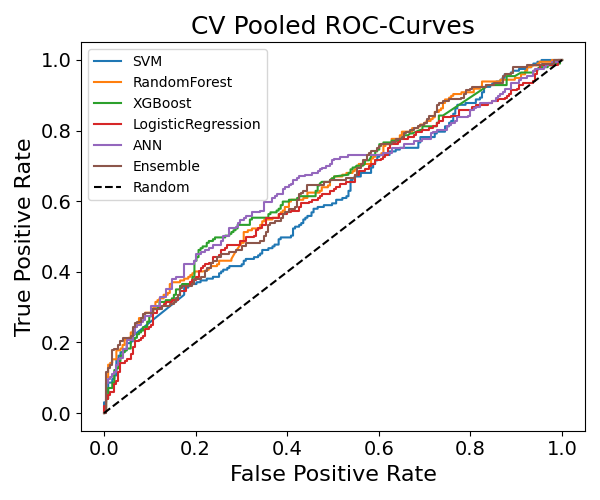 CV Pooled ROC-Curves
SVM
RandomForest
XGBoost
LogisticRegression
ANN
Ensemble
Random
True Positive Rate
1.0
0.8
0.6
0.4
0.2
0.0
0.0 0.2 0.4 0.6 0.8 1.0
False Positive Rate